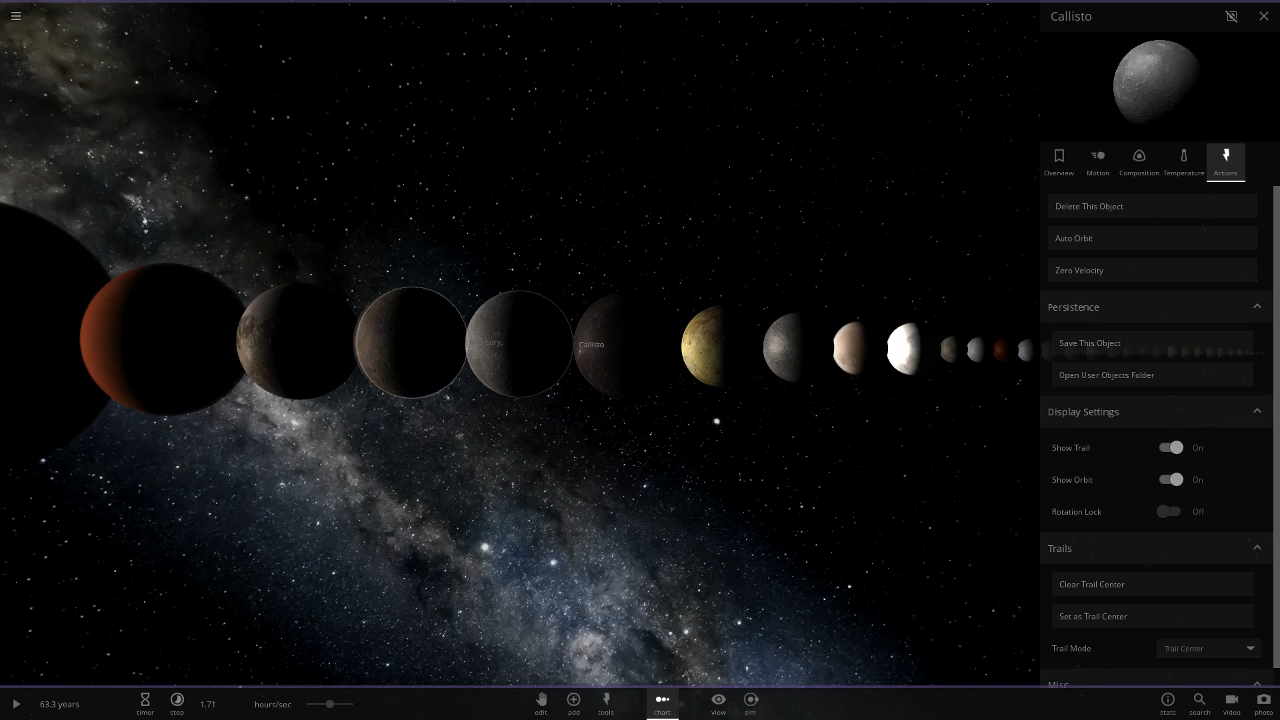 Callisto
Overview
Motion
Composition
Temperature
Actions
Delete This Object
Auto Orbit
Zero Velocity
Persistence
Save This Object
Open User Objects Folder
Display Settings
Show Trail On
Show Orbit On
Rotation Lock Off
Trails
Clear Trail Center
Set as Trail Center
Trail Mode Trail Center
Callisto
63.3 years
timer
step
1.71
hours/sec
edit
add
tools
chart
view
sim
stats
search
video
photo